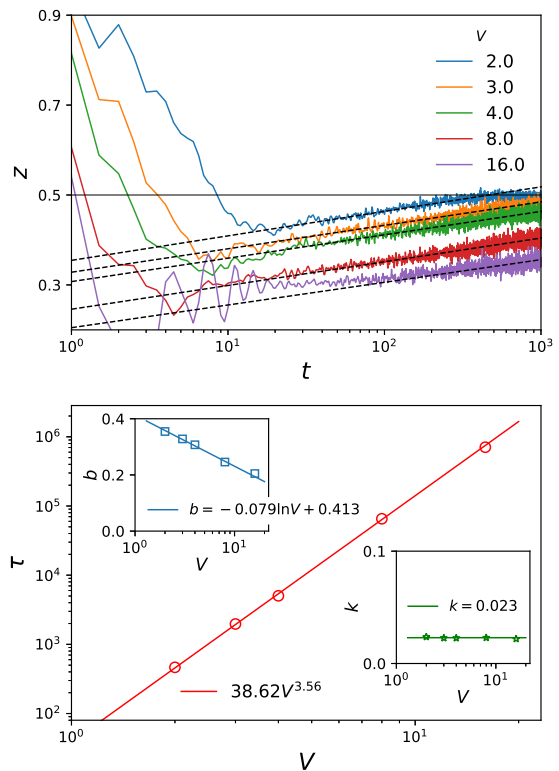 0.9
0.7
0.5
0.3
z
V
2.0
3.0
4.0
8.0
16.0
10⁰
10¹
10²
10³
t
10⁶
10⁵
10⁴
10³
10²
τ
0.4
0.2
0.0
b
b = − 0.079lnV + 0.413
10⁰
10¹
V
0.1
0.0
k
k = 0.023
10⁰
10¹
V
38.62V³·⁵⁶
10⁰
10¹
V